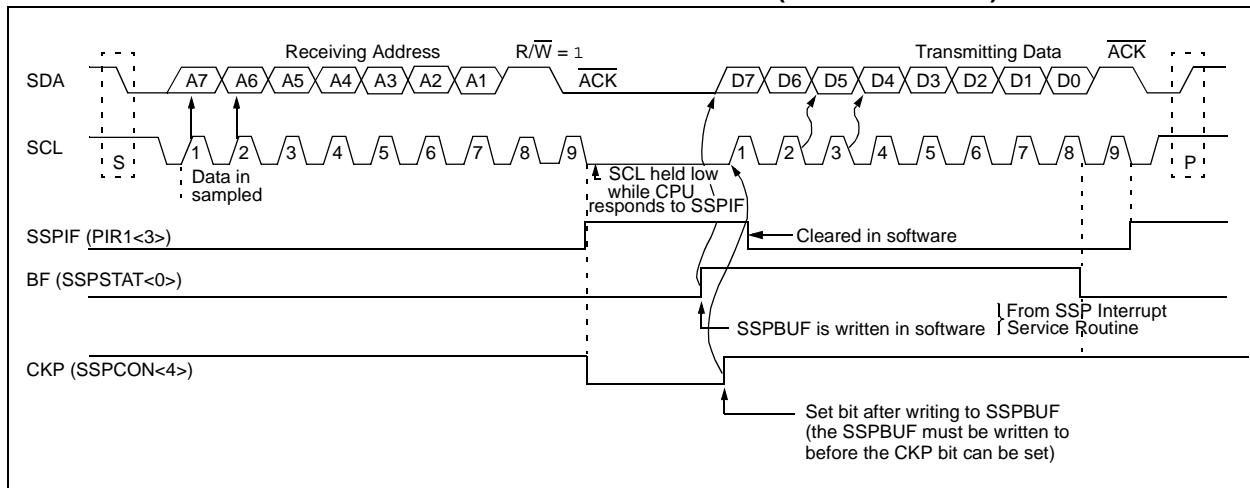 Receiving Address R/W = 1 Transmitting Data ACK
SDA A7 A6 A5 A4 A3 A2 A1 ACK D7 D6 D5 D4 D3 D2 D1 D0
SCL S 1 2 3 4 5 6 7 8 9 1 2 3 4 5 6 7 8 9 P
Data in
sampled
SCL held low
while CPU
responds to SSPIF
SSPIF (PIR1<3>)
Cleared in software
BF (SSPSTAT<0>)
SSPBUF is written in software
From SSP Interrupt
Service Routine
CKP (SSPCON<4>)
Set bit after writing to SSPBUF
(the SSPBUF must be written to
before the CKP bit can be set)